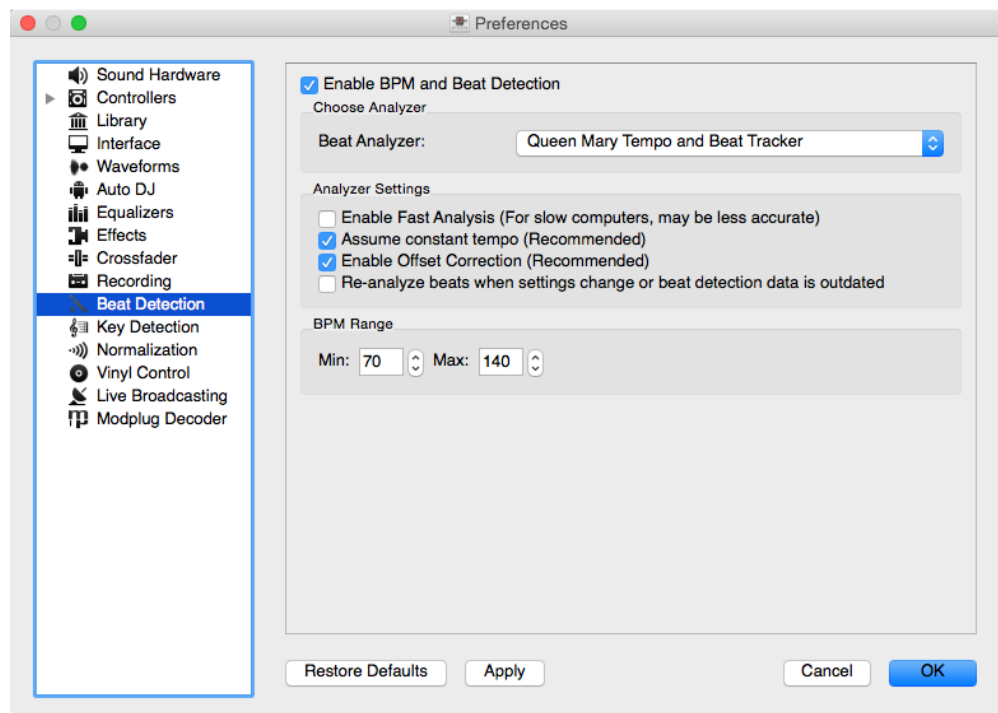 Preferences
Sound Hardware
Controllers
Library
Interface
Waveforms
Auto DJ
Equalizers
Effects
Crossfader
Recording
Beat Detection
Key Detection
Normalization
Vinyl Control
Live Broadcasting
Modplug Decoder
Enable BPM and Beat Detection
Choose Analyzer
Beat Analyzer: Queen Mary Tempo and Beat Tracker
Analyzer Settings
Enable Fast Analysis (For slow computers, may be less accurate)
Assume constant tempo (Recommended)
Enable Offset Correction (Recommended)
Re-analyze beats when settings change or beat detection data is outdated
BPM Range
Min: 70 Max: 140
Restore Defaults Apply Cancel OK